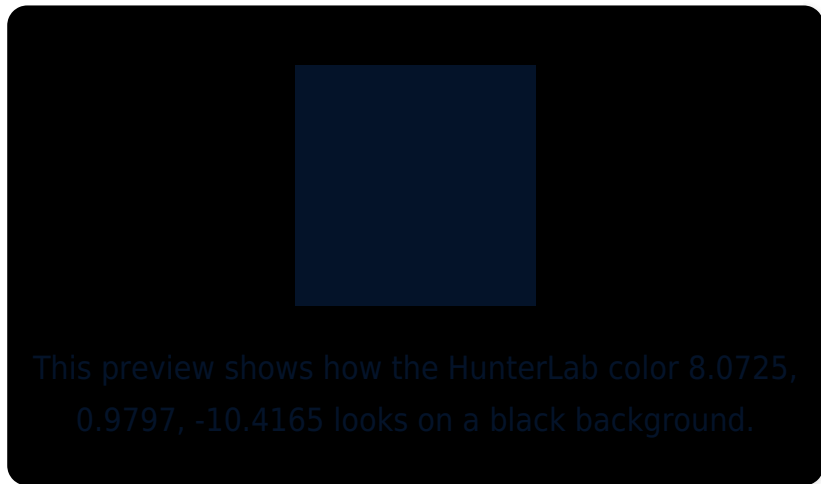 This preview shows how the HunterLab color 8.0725,
0.9797, -10.4165 looks on a black background.